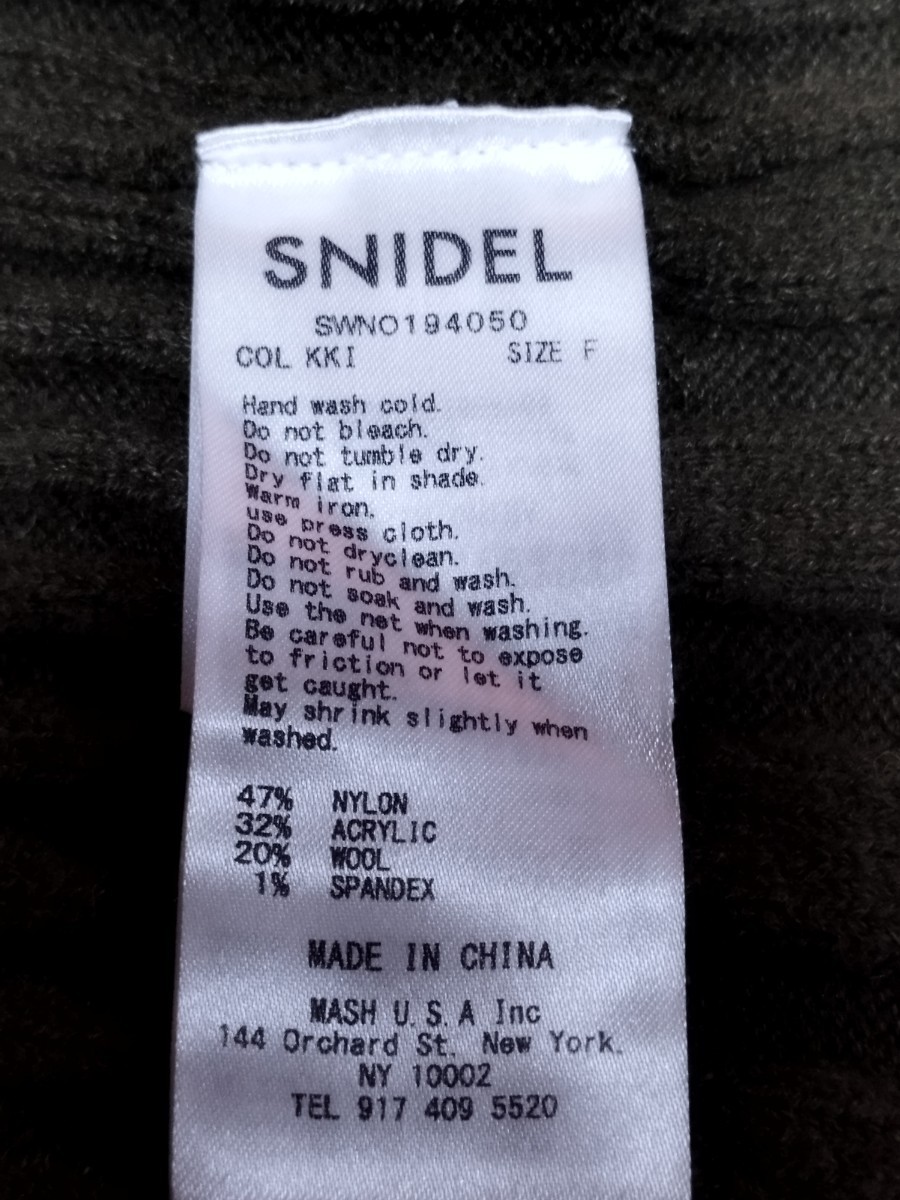 SNIDEL
SWNO194050
COL KKI SIZE F
Hand wash cold.
Do not bleach.
Do not tumble dry.
Dry flat in shade.
Warm iron.
use press cloth.
Do not dryclean.
Do not rub and wash.
Do not soak and wash.
Use the net when washing.
Be careful not to expose
to friction or let it
get caught.
May shrink slightly when
washed.
47% NYLON
32% ACRYLIC
20% WOOL
1% SPANDEX
MADE IN CHINA
MASH U.S.A Inc
144 Orchard St. New York.
NY 10002
TEL 917 409 5520